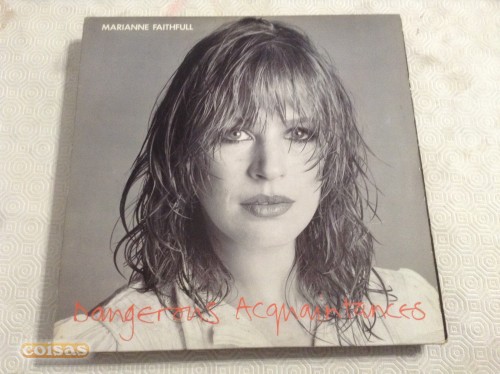 MARIANNE FAITHFULL
Dangerous Acquaintances
coisas